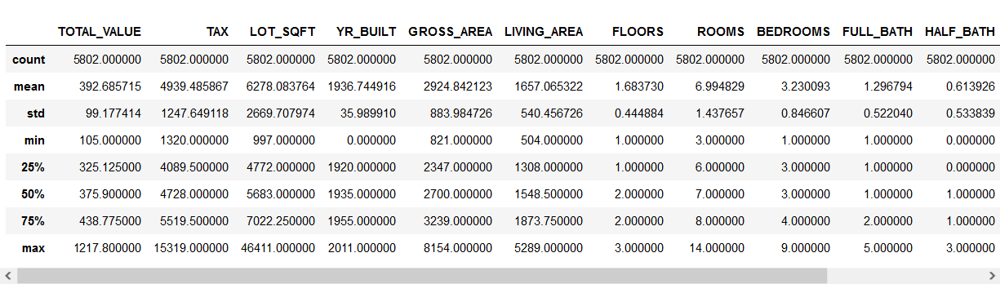 TOTAL_VALUE TAX LOT_SQFT YR_BUILT GROSS_AREA LIVING_AREA FLOORS ROOMS BEDROOMS FULL_BATH HALF_BATH
count 5802.000000 5802.000000 5802.000000 5802.000000 5802.000000 5802.000000 5802.000000 5802.000000 5802.000000 5802.000000 5802.000000
mean 392.685715 4939.485867 6278.083764 1936.744916 2924.842123 1657.065322 1.683730 6.994829 3.230093 1.296794 0.613926
std 99.177414 1247.649118 2669.707974 35.989910 883.984726 540.456726 0.444884 1.437657 0.846607 0.522040 0.533839
min 105.000000 1320.000000 997.000000 0.000000 821.000000 504.000000 1.000000 3.000000 1.000000 1.000000 0.000000
25% 325.125000 4089.500000 4772.000000 1920.000000 2347.000000 1308.000000 1.000000 6.000000 3.000000 1.000000 0.000000
50% 375.900000 4728.000000 5683.000000 1935.000000 2700.000000 1548.500000 2.000000 7.000000 3.000000 1.000000 1.000000
75% 438.775000 5519.500000 7022.250000 1955.000000 3239.000000 1873.750000 2.000000 8.000000 4.000000 2.000000 1.000000
max 1217.800000 15319.000000 46411.000000 2011.000000 8154.000000 5289.000000 3.000000 14.000000 9.000000 5.000000 3.000000